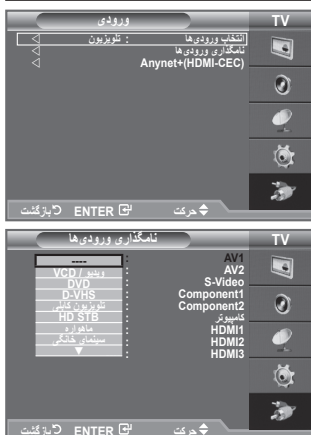 TV
ورودی
انتخاب ورودی‌ها : تلویزیون ◁
نامگذاری ورودی‌ها ◁
Anynet+(HDMI-CEC) ◁
حرکت ENTER بازگشت
TV
نامگذاری ورودی‌ها
AV1 : ----
AV2 : ویدیو / VCD
S-Video : DVD
Component1 : D-VHS
Component2 : تلویزیون کابلی
کامپیوتر : HD STB
HDMI1 : ماهواره
HDMI2 : سینمای خانگی
HDMI3 : ▼
حرکت ENTER بازگشت